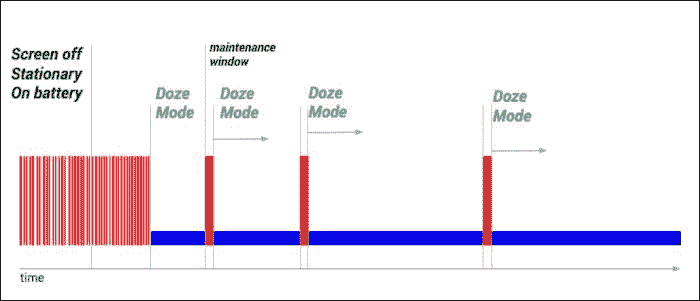 Screen off
Stationary
On battery
Doze
Mode
maintenance
window
Doze
Mode
Doze
Mode
Doze
Mode
time